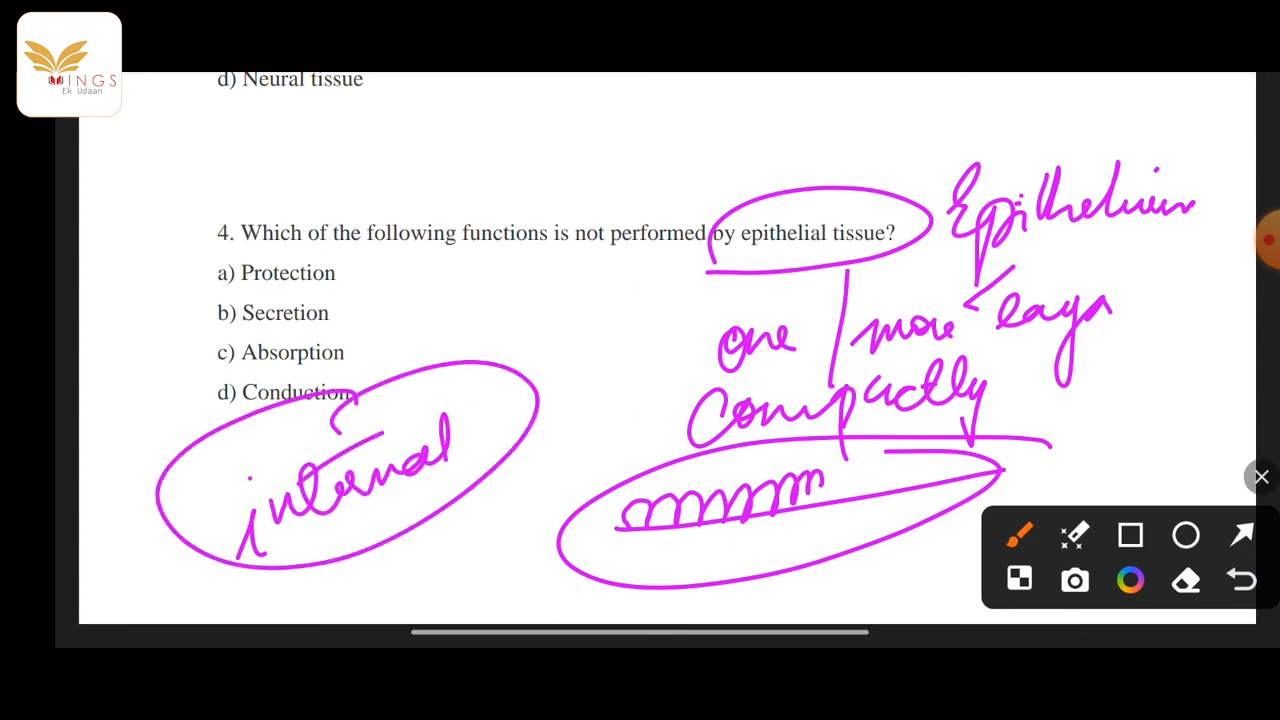 WINGS
Ek Udaan
d) Neural tissue
4. Which of the following functions is not performed by epithelial tissue?
a) Protection
b) Secretion
c) Absorption
d) Conduction
Epithelium
one more layer
Compactly
internal